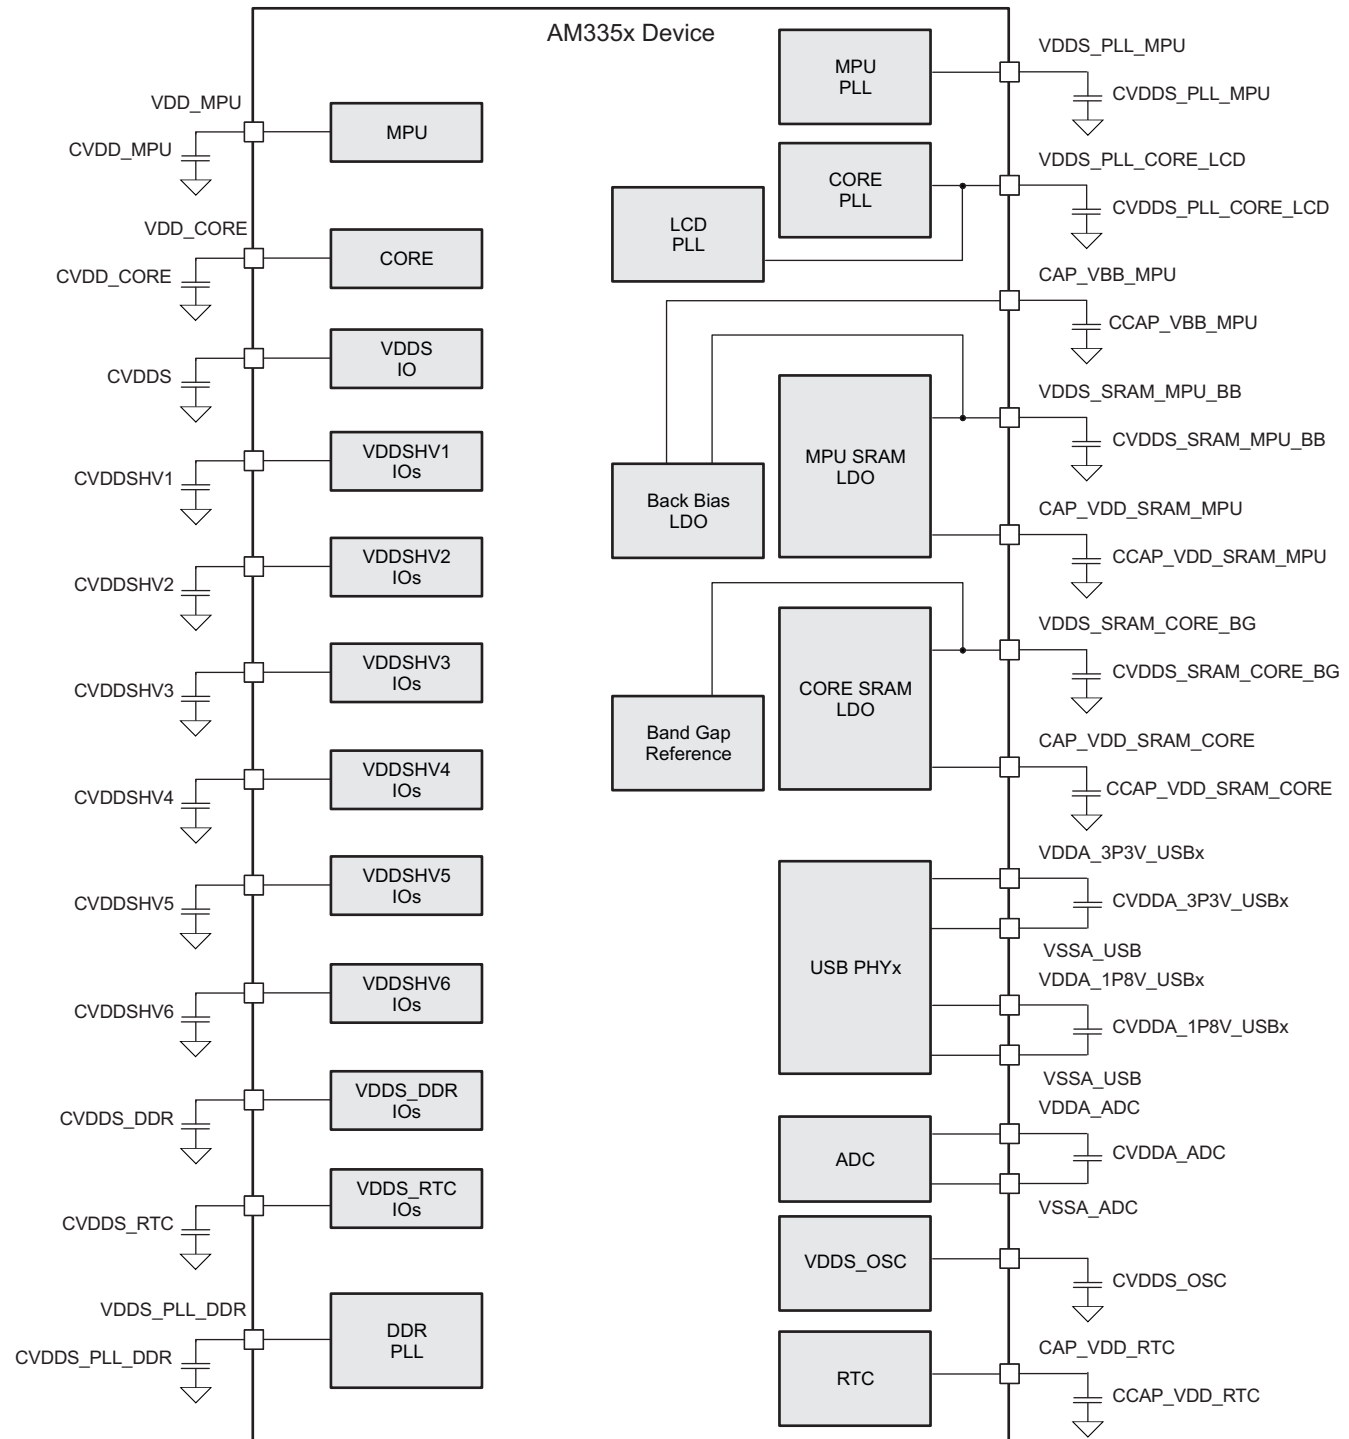 AM335x Device
VDD_MPU
CVDD_MPU
MPU
VDD_CORE
CVDD_CORE
CORE
CVDDS
VDDS
IO
CVDDSHV1
VDDSHV1
IOs
CVDDSHV2
VDDSHV2
IOs
CVDDSHV3
VDDSHV3
IOs
CVDDSHV4
VDDSHV4
IOs
CVDDSHV5
VDDSHV5
IOs
CVDDSHV6
VDDSHV6
IOs
CVDDS_DDR
VDDS_DDR
IOs
CVDDS_RTC
VDDS_RTC
IOs
VDDS_PLL_DDR
CVDDS_PLL_DDR
DDR
PLL
MPU
PLL
VDDS_PLL_MPU
CVDDS_PLL_MPU
CORE
PLL
LCD
PLL
VDDS_PLL_CORE_LCD
CVDDS_PLL_CORE_LCD
CAP_VBB_MPU
CCAP_VBB_MPU
Back Bias
LDO
MPU SRAM
LDO
VDDS_SRAM_MPU_BB
CVDDS_SRAM_MPU_BB
CAP_VDD_SRAM_MPU
CCAP_VDD_SRAM_MPU
Band Gap
Reference
CORE SRAM
LDO
VDDS_SRAM_CORE_BG
CVDDS_SRAM_CORE_BG
CAP_VDD_SRAM_CORE
CCAP_VDD_SRAM_CORE
USB PHYx
VDDA_3P3V_USBx
CVDDA_3P3V_USBx
VSSA_USB
VDDA_1P8V_USBx
CVDDA_1P8V_USBx
VSSA_USB
ADC
VDDA_ADC
CVDDA_ADC
VSSA_ADC
VDDS_OSC
CVDDS_OSC
RTC
CAP_VDD_RTC
CCAP_VDD_RTC